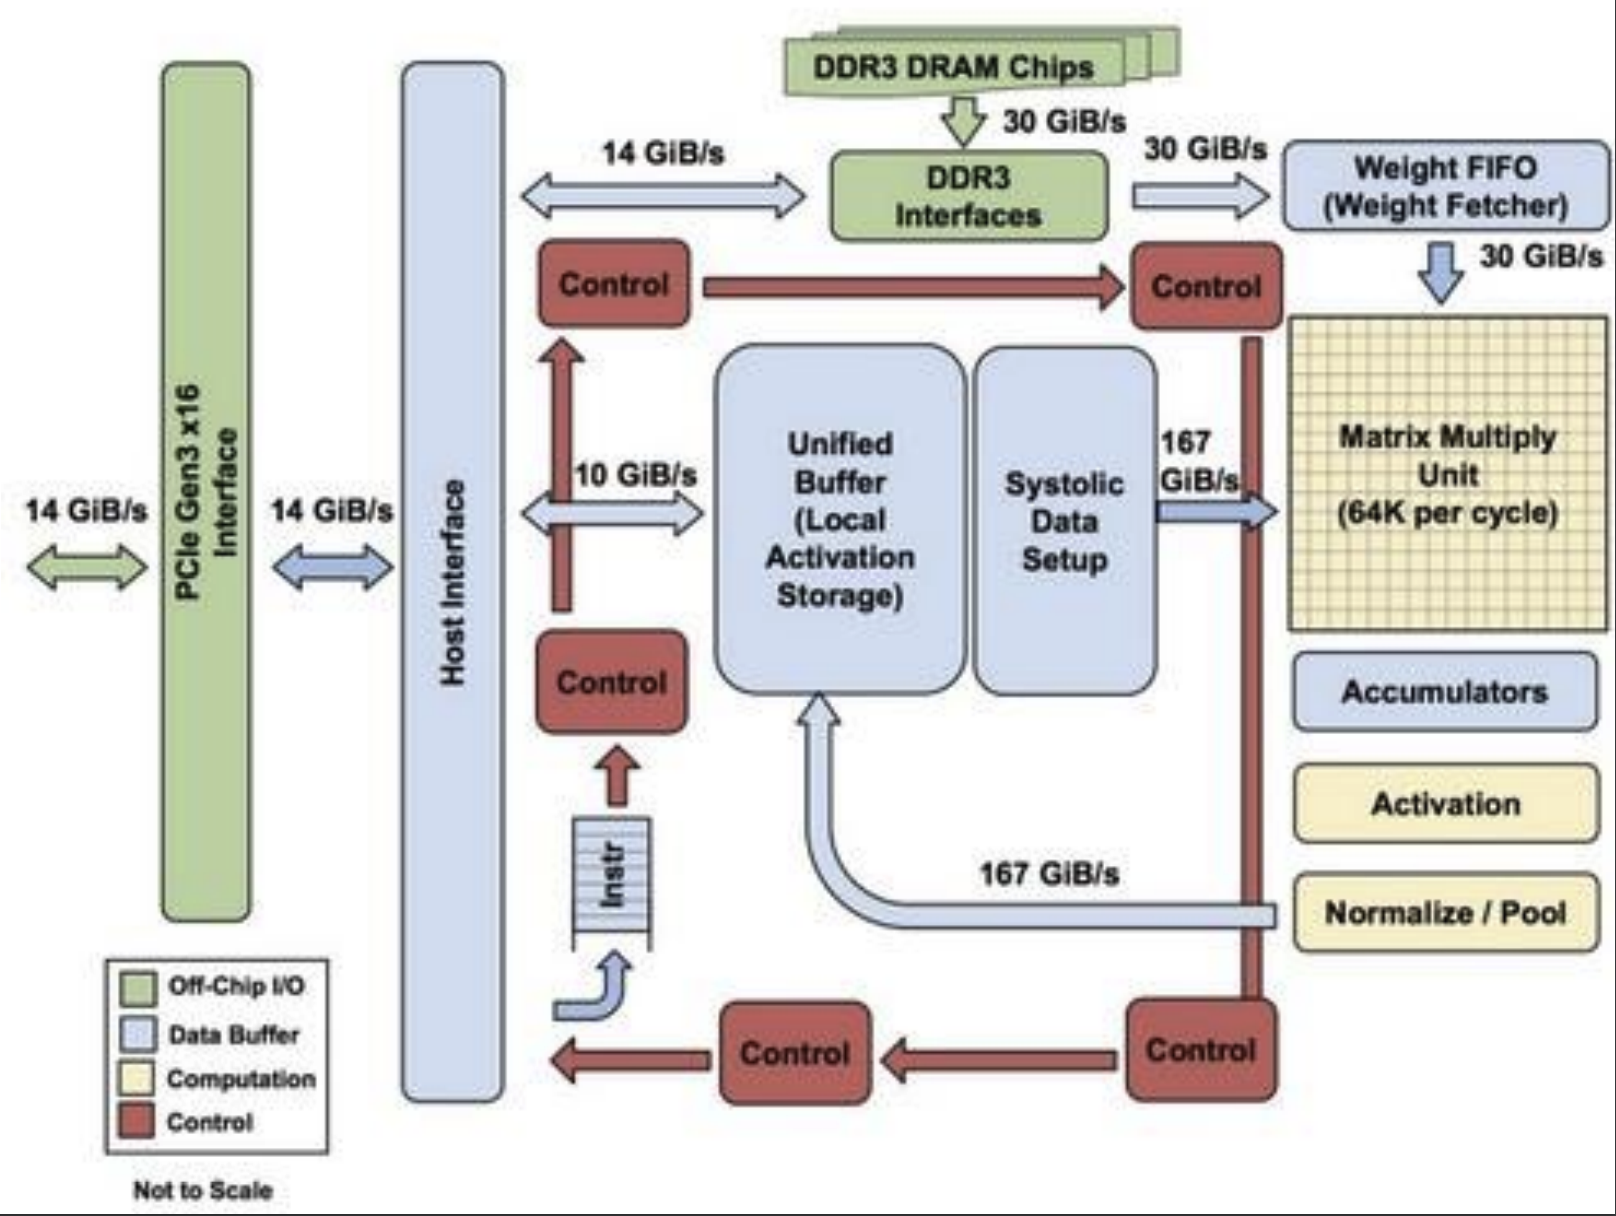 DDR3 DRAM Chips
30 GiB/s
14 GiB/s
DDR3
Interfaces
30 GiB/s
Weight FIFO
(Weight Fetcher)
30 GiB/s
Control
Control
PCIe Gen3 x16
Interface
14 GiB/s
14 GiB/s
Host Interface
10 GiB/s
Unified
Buffer
(Local
Activation
Storage)
Systolic
Data
Setup
167
GiB/s
Matrix Multiply
Unit
(64K per cycle)
Control
Accumulators
Activation
Instr
167 GiB/s
Normalize / Pool
Control
Control
Off-Chip I/O
Data Buffer
Computation
Control
Not to Scale